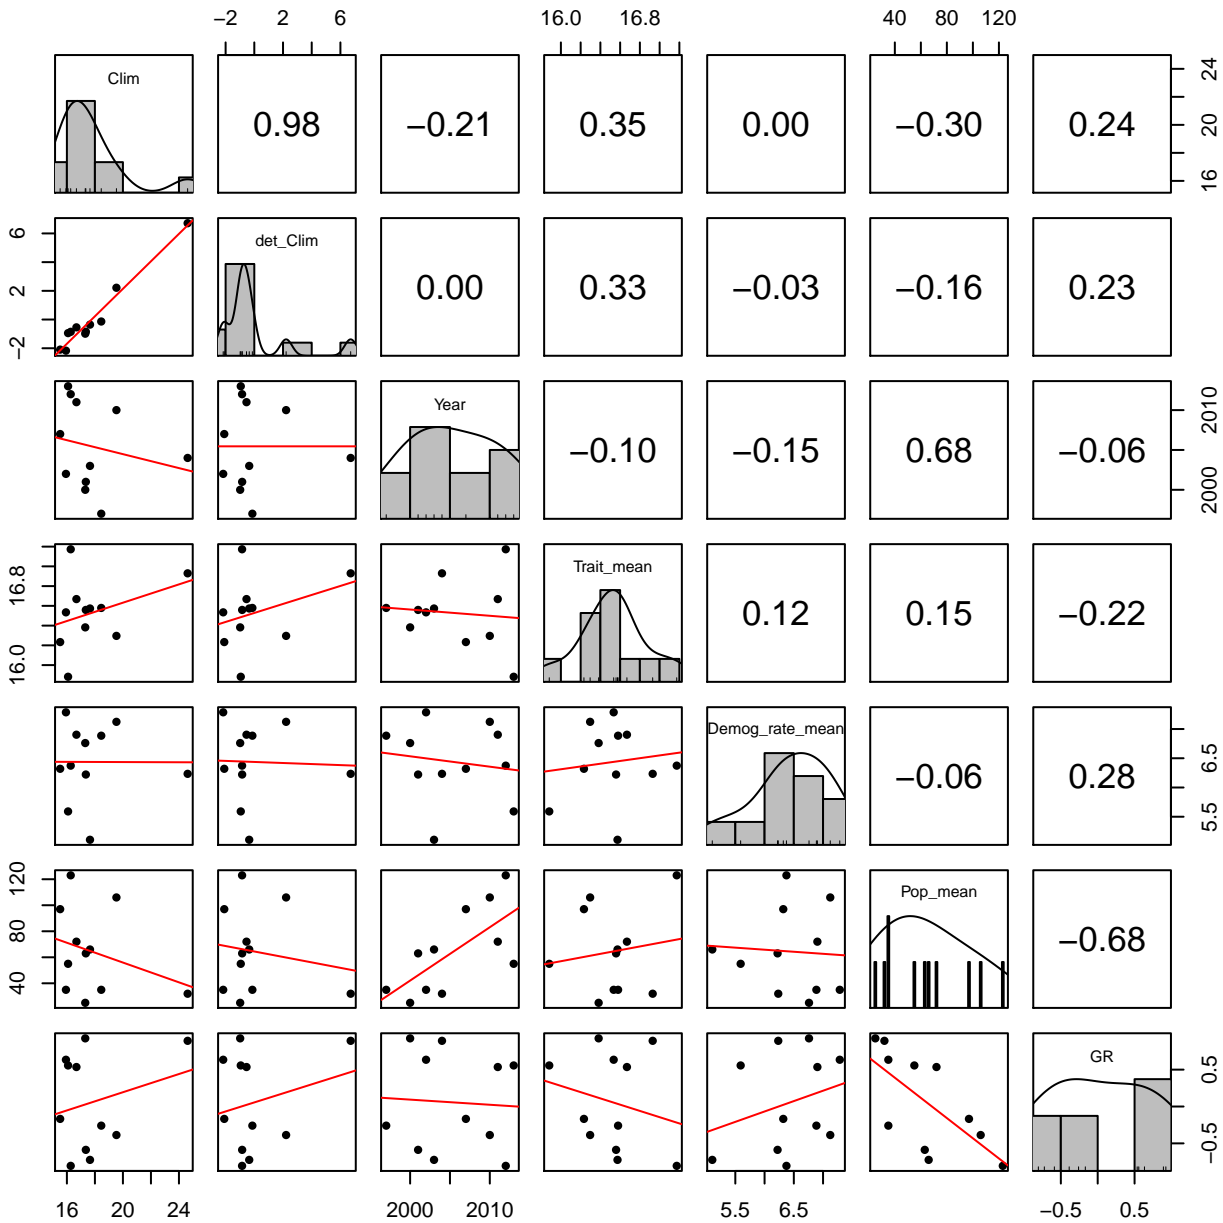 −2 2 6 16.0 16.8 40 80 120
Clim 0.98 −0.21 0.35 0.00 −0.30 0.24 16 20 24
−2 2 6 det_Clim 0.00 0.33 −0.03 −0.16 0.23
Year −0.10 −0.15 0.68 −0.06 2000 2010
16.0 16.8 Trait_mean 0.12 0.15 −0.22
Demog_rate_mean −0.06 0.28 5.5 6.5
40 80 120 Pop_mean −0.68
GR −0.5 0.5
16 20 24 2000 2010 5.5 6.5 −0.5 0.5